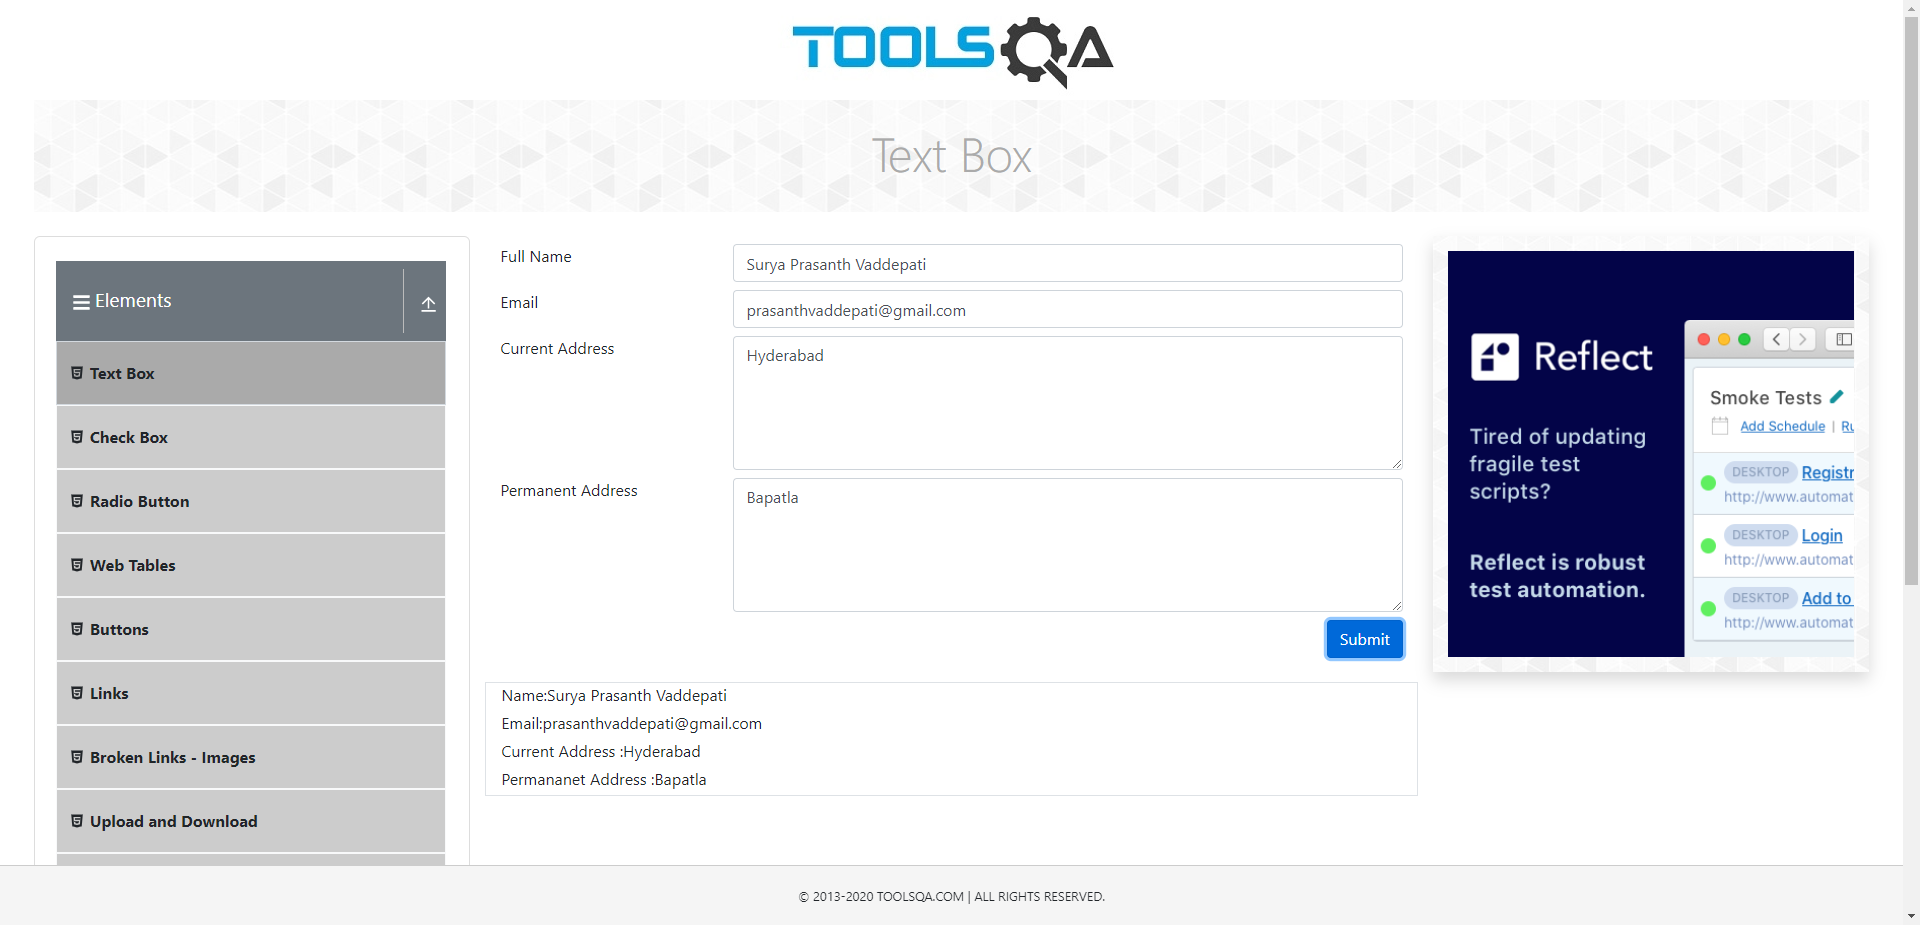 TOOLSQA
Text Box
Elements
Text Box
Check Box
Radio Button
Web Tables
Buttons
Links
Broken Links - Images
Upload and Download
Full Name
Surya Prasanth Vaddepati
Email
prasanthvaddepati@gmail.com
Current Address
Hyderabad
Permanent Address
Bapatla
Submit
Name:Surya Prasanth Vaddepati
Email:prasanthvaddepati@gmail.com
Current Address :Hyderabad
Permananet Address :Bapatla
Reflect
Tired of updating
fragile test
scripts?
Reflect is robust
test automation.
Smoke Tests
Add Schedule | Ru
DESKTOP Registr
http://www.automat
DESKTOP Login
http://www.automat
DESKTOP Add to
http://www.automat
© 2013-2020 TOOLSQA.COM | ALL RIGHTS RESERVED.